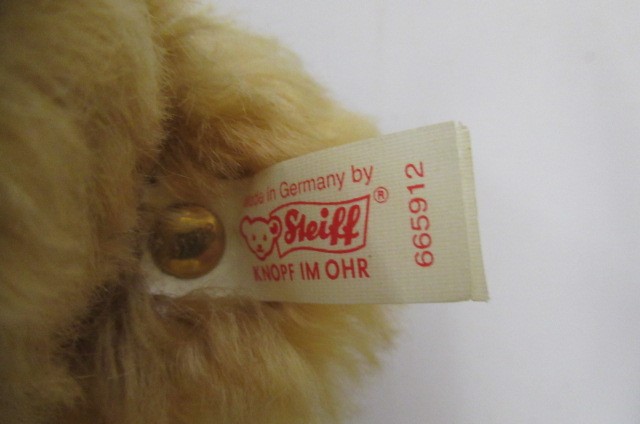 Made in Germany by
Steiff®
KNOPF IM OHR
665912